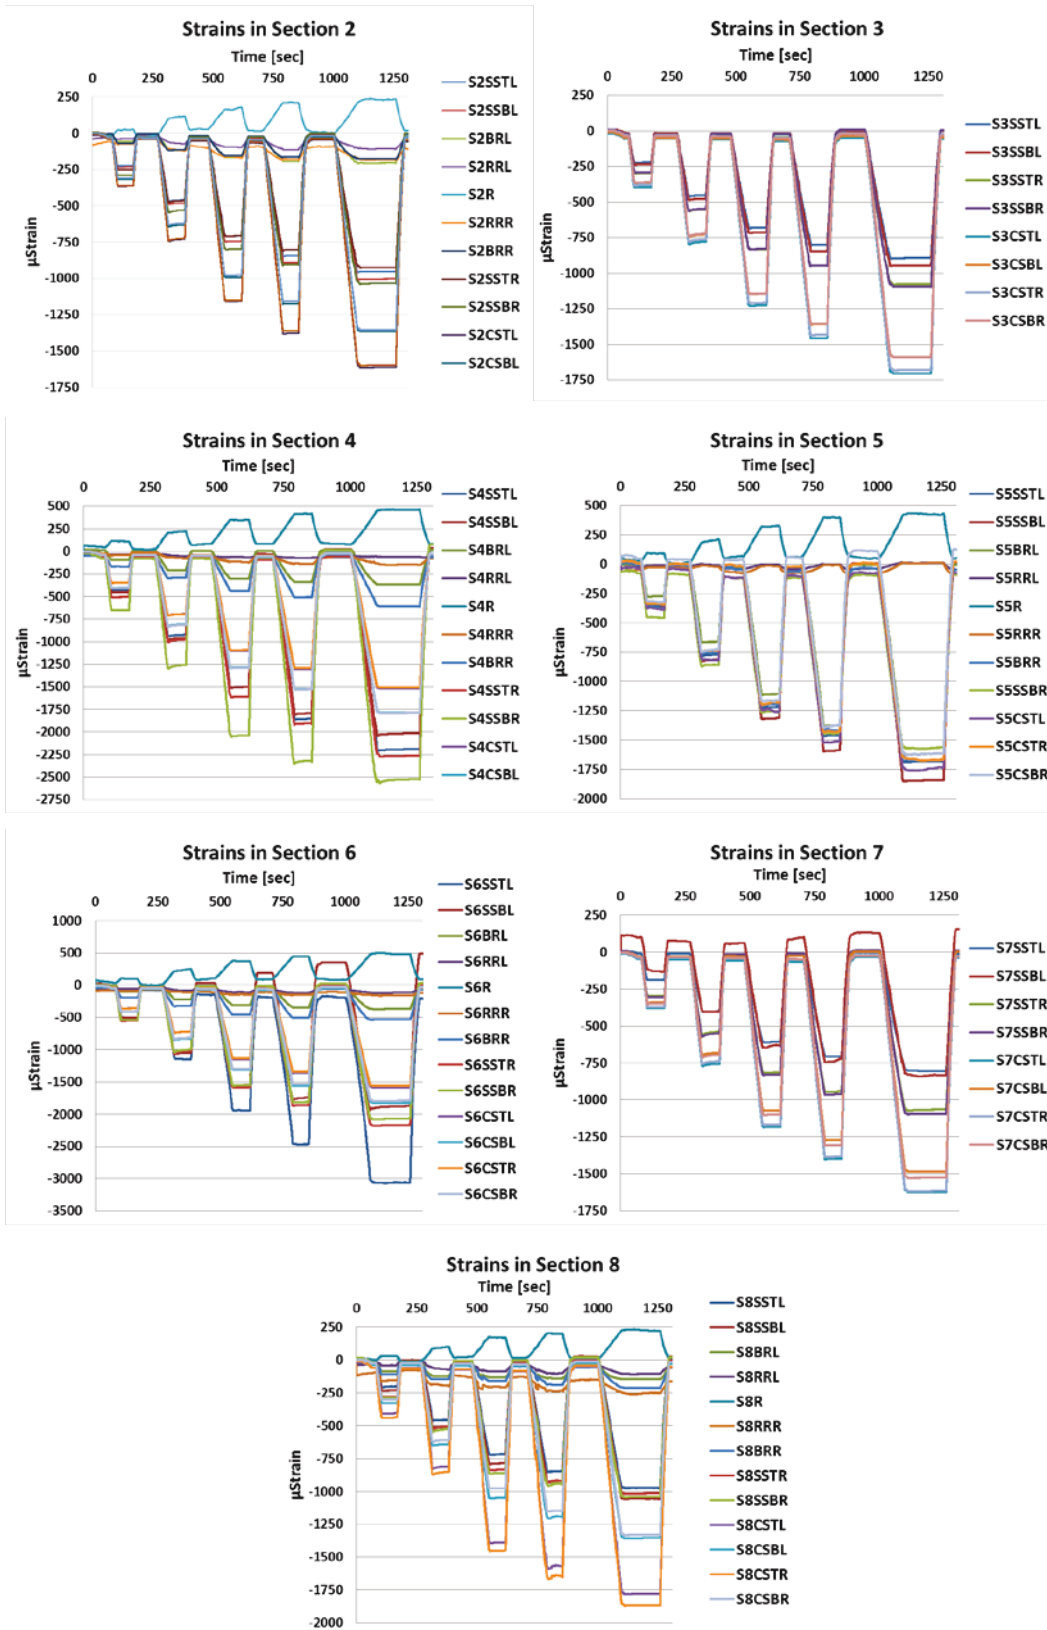 Strains in Section 2
Time [sec]
0 250 500 750 1000 1250
250
0
-250
-500
-750
-1000
-1250
-1500
-1750
µStrain
S2SSTL
S2SSBL
S2BRL
S2RRL
S2R
S2RRR
S2BRR
S2SSTR
S2SSBR
S2CSTL
S2CSBL
Strains in Section 3
Time [sec]
0 250 500 750 1000 1250
250
0
-250
-500
-750
-1000
-1250
-1500
-1750
µStrain
S3SSTL
S3SSBL
S3SSTR
S3SSBR
S3CSTL
S3CSBL
S3CSTR
S3CSBR
Strains in Section 4
Time [sec]
0 250 500 750 1000 1250
500
250
0
-250
-500
-750
-1000
-1250
-1500
-1750
-2000
-2250
-2500
-2750
µStrain
S4SSTL
S4SSBL
S4BRL
S4RRL
S4R
S4RRR
S4BRR
S4SSTR
S4SSBR
S4CSTL
S4CSBL
Strains in Section 5
Time [sec]
0 250 500 750 1000 1250
500
250
0
-250
-500
-750
-1000
-1250
-1500
-1750
-2000
µStrain
S5SSTL
S5SSBL
S5BRL
S5RRL
S5R
S5RRR
S5BRR
S5SSBR
S5CSTL
S5CSTR
S5CSBR
Strains in Section 6
Time [sec]
0 250 500 750 1000 1250
1000
500
0
-500
-1000
-1500
-2000
-2500
-3000
-3500
µStrain
S6SSTL
S6SSBL
S6BRL
S6RRL
S6R
S6RRR
S6BRR
S6SSTR
S6SSBR
S6CSTL
S6CSBL
S6CSTR
S6CSBR
Strains in Section 7
Time [sec]
0 250 500 750 1000 1250
250
0
-250
-500
-750
-1000
-1250
-1500
-1750
µStrain
S7SSTL
S7SSBL
S7SSTR
S7SSBR
S7CSTL
S7CSBL
S7CSTR
S7CSBR
Strains in Section 8
Time [sec]
0 250 500 750 1000 1250
250
0
-250
-500
-750
-1000
-1250
-1500
-1750
-2000
µStrain
S8SSTL
S8SSBL
S8BRL
S8RRL
S8R
S8RRR
S8BRR
S8SSTR
S8SSBR
S8CSTL
S8CSBL
S8CSTR
S8CSBR